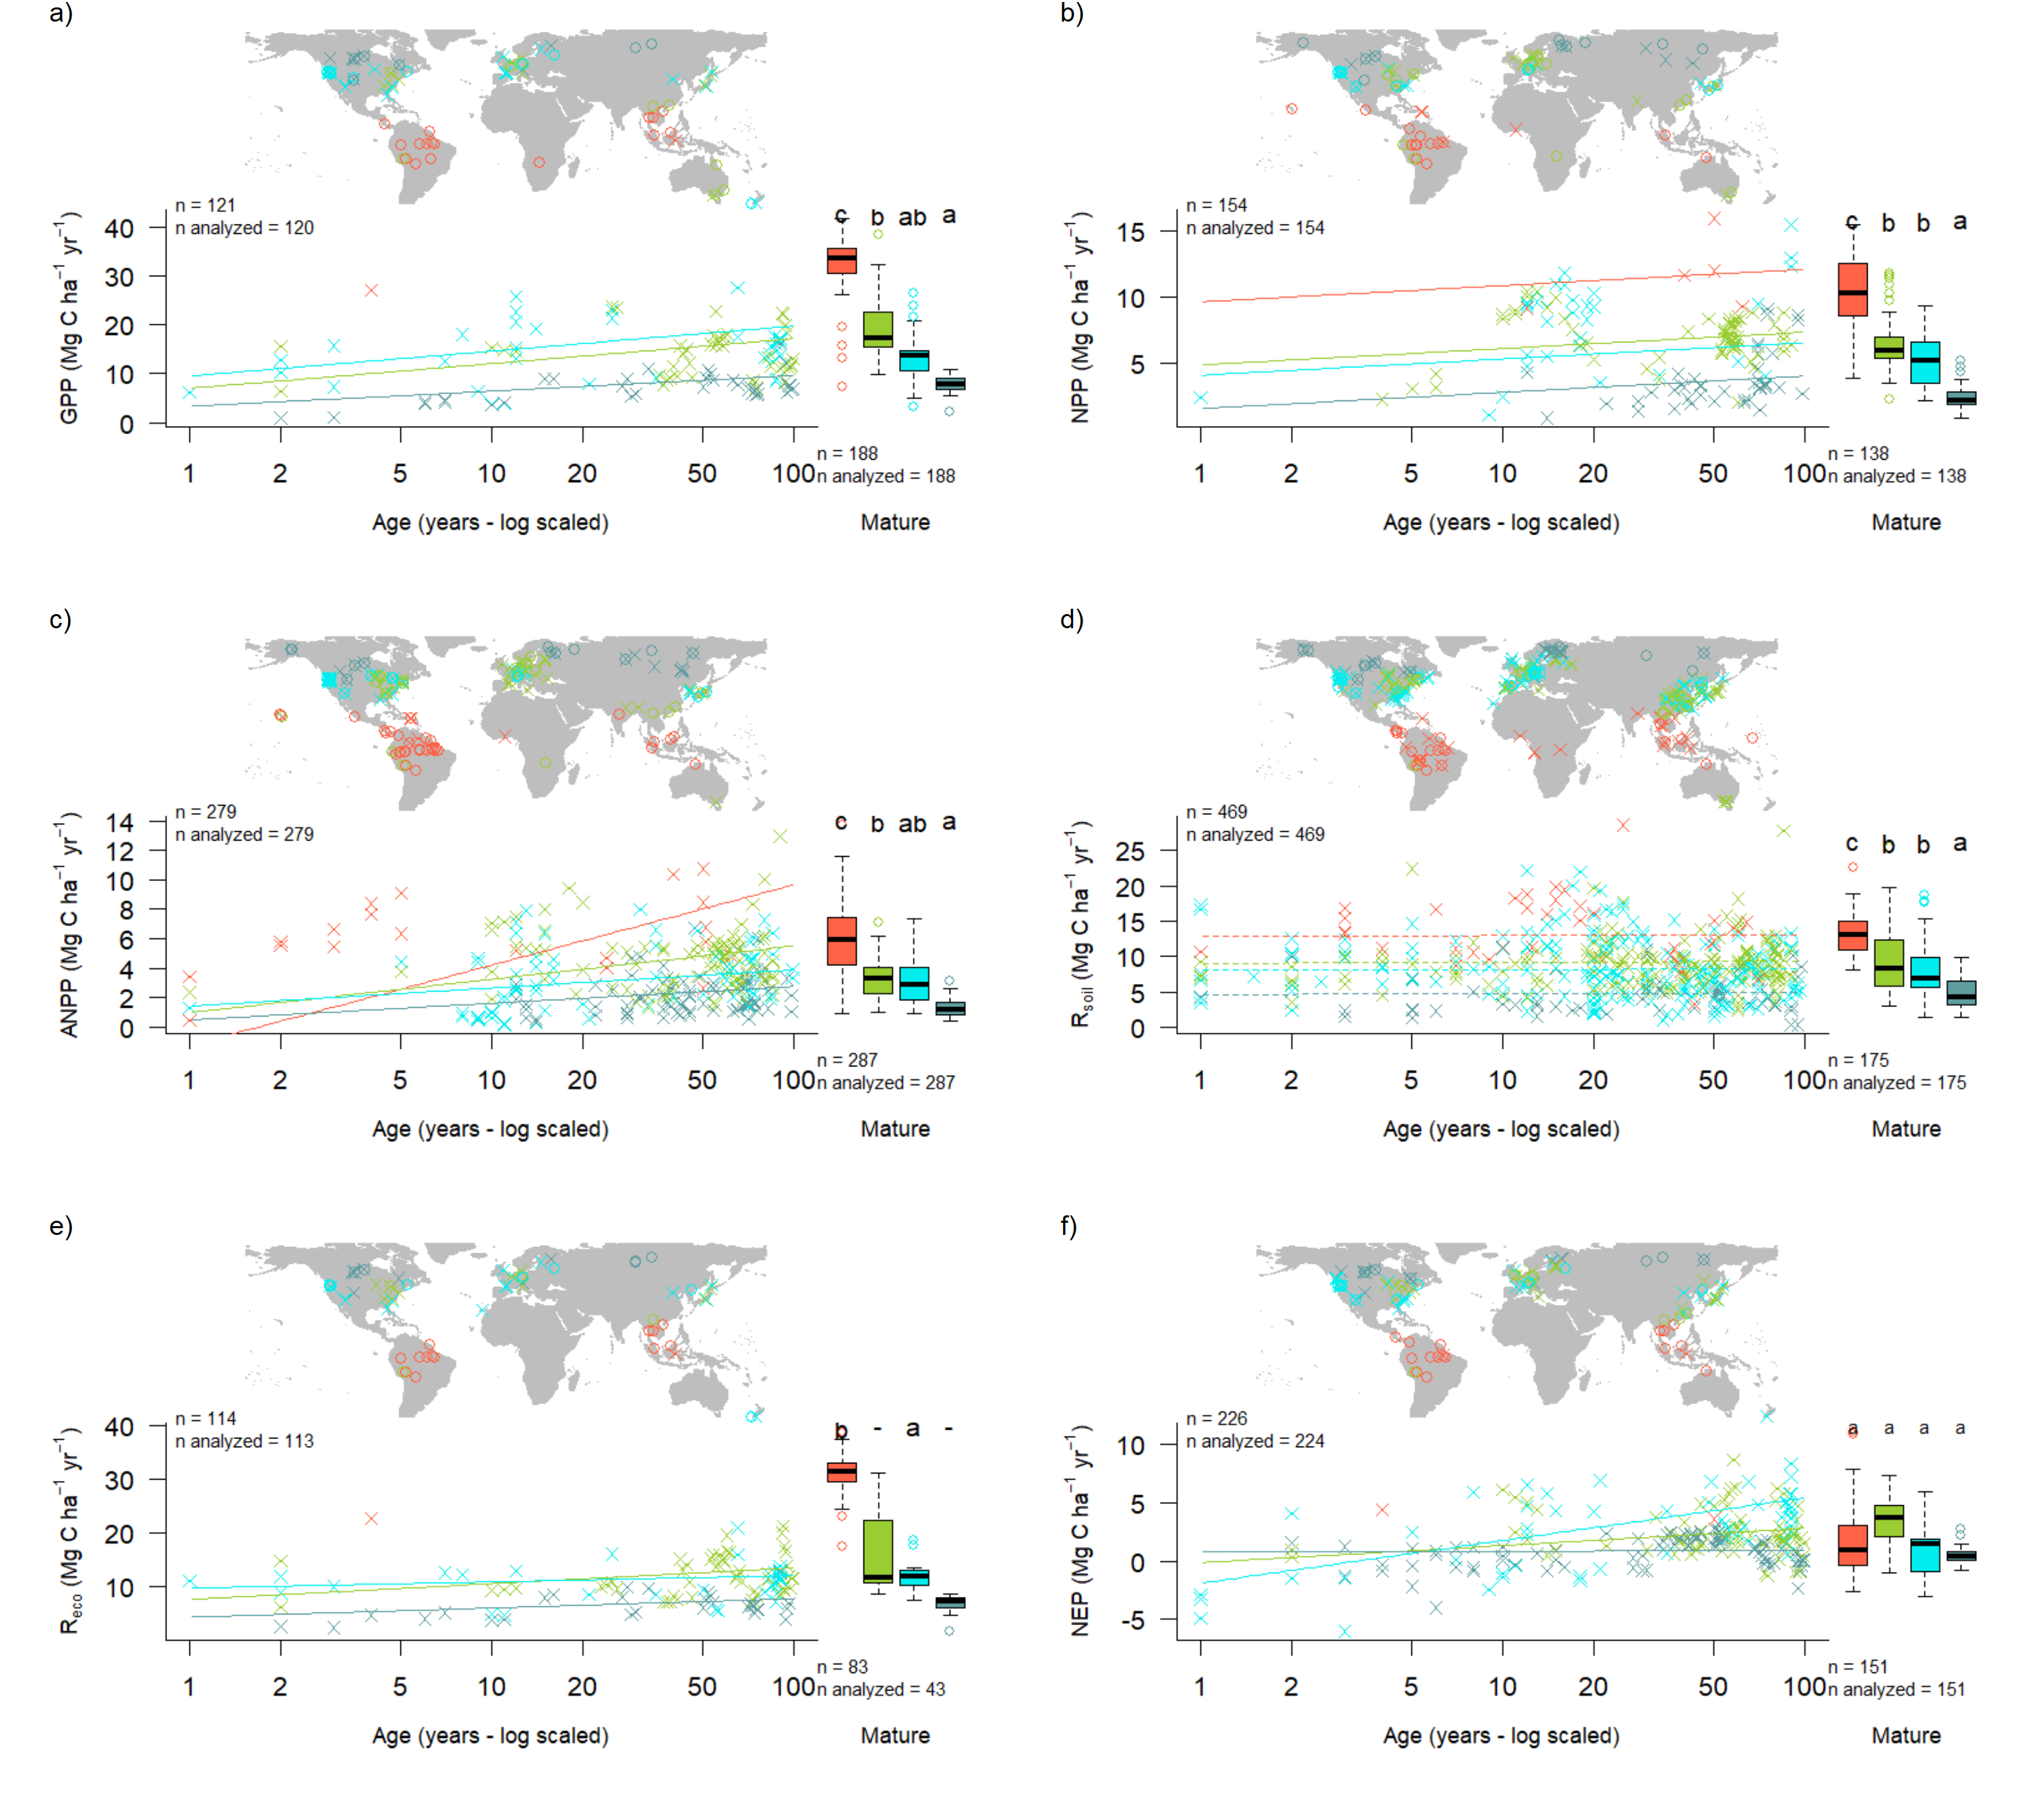 a)
n = 121
n analyzed = 120
GPP (Mg C ha⁻¹ yr⁻¹)
40
30
20
10
0
c b ab a
1 2 5 10 20 50 100
n = 188
n analyzed = 188
Age (years - log scaled)
Mature
b)
n = 154
n analyzed = 154
NPP (Mg C ha⁻¹ yr⁻¹)
15
10
5
c b b a
1 2 5 10 20 50 100
n = 138
n analyzed = 138
Age (years - log scaled)
Mature
c)
n = 279
n analyzed = 279
ANPP (Mg C ha⁻¹ yr⁻¹)
14
12
10
8
6
4
2
0
c b ab a
1 2 5 10 20 50 100
n = 287
n analyzed = 287
Age (years - log scaled)
Mature
d)
n = 469
n analyzed = 469
Rsoil (Mg C ha⁻¹ yr⁻¹)
25
20
15
10
5
0
c b b a
1 2 5 10 20 50 100
n = 175
n analyzed = 175
Age (years - log scaled)
Mature
e)
n = 114
n analyzed = 113
Reco (Mg C ha⁻¹ yr⁻¹)
40
30
20
10
b - a -
1 2 5 10 20 50 100
n = 83
n analyzed = 43
Age (years - log scaled)
Mature
f)
n = 226
n analyzed = 224
NEP (Mg C ha⁻¹ yr⁻¹)
10
5
0
-5
a a a a
1 2 5 10 20 50 100
n = 151
n analyzed = 151
Age (years - log scaled)
Mature